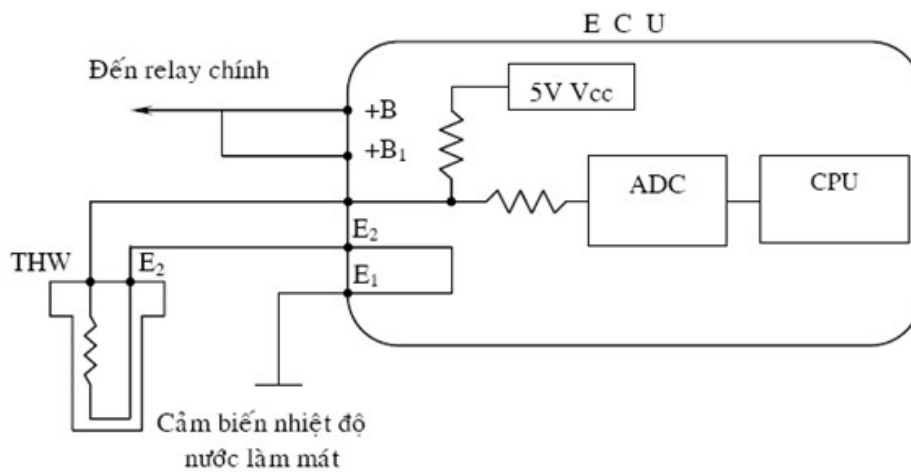 E C U
Đến relay chính
5V Vcc
+B
+B₁
ADC
CPU
E₂
THW
E₂
E₁
Cảm biến nhiệt độ
nước làm mát